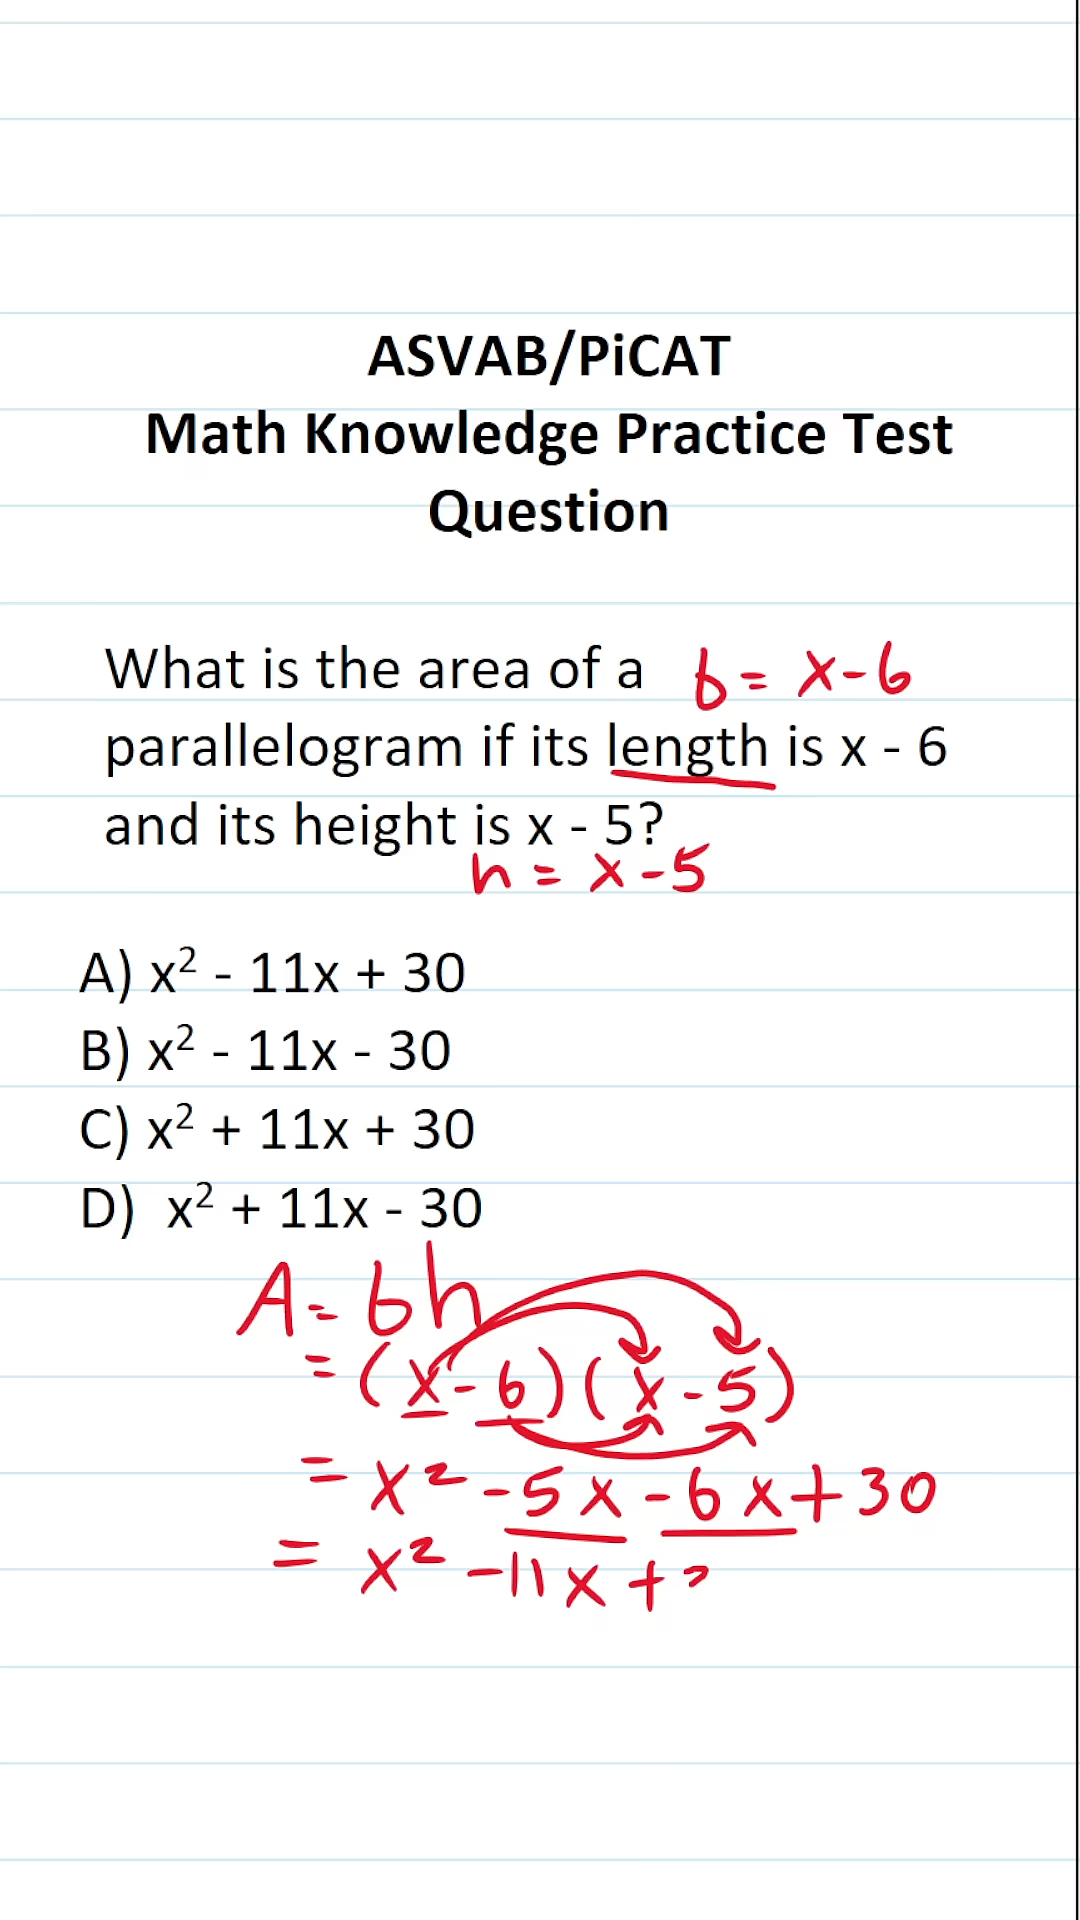 ASVAB/PiCAT
Math Knowledge Practice Test
Question
What is the area of a b = x - 6
parallelogram if its length is x - 6
and its height is x - 5?
h = x - 5
A) x² - 11x + 30
B) x² - 11x - 30
C) x² + 11x + 30
D) x² + 11x - 30
A = bh
= (x - 6)(x - 5)
= x² - 5x - 6x + 30
= x² - 11x +